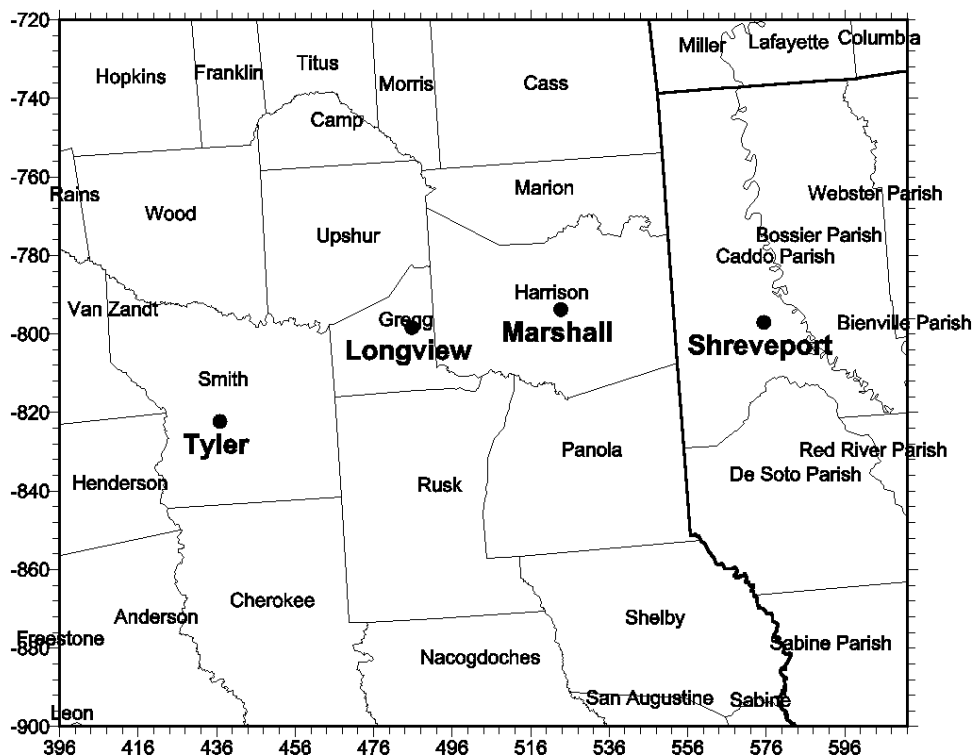 -720
Hopkins
Franklin
Titus
Morris
Cass
Miller
Lafayette
Columbia
-740
Camp
-760
Rains
Wood
Upshur
Marion
Webster Parish
Bossier Parish
Caddo Parish
-780
Van Zandt
Gregg
Longview
Harrison
Marshall
Shreveport
Bienville Parish
-800
Smith
Tyler
-820
Henderson
Rusk
Panola
Red River Parish
De Soto Parish
-840
-860
Anderson
Cherokee
Shelby
Freestone
-880
Nacogdoches
Sabine Parish
San Augustine
Sabine
Leon
-900
396 416 436 456 476 496 516 536 556 576 596